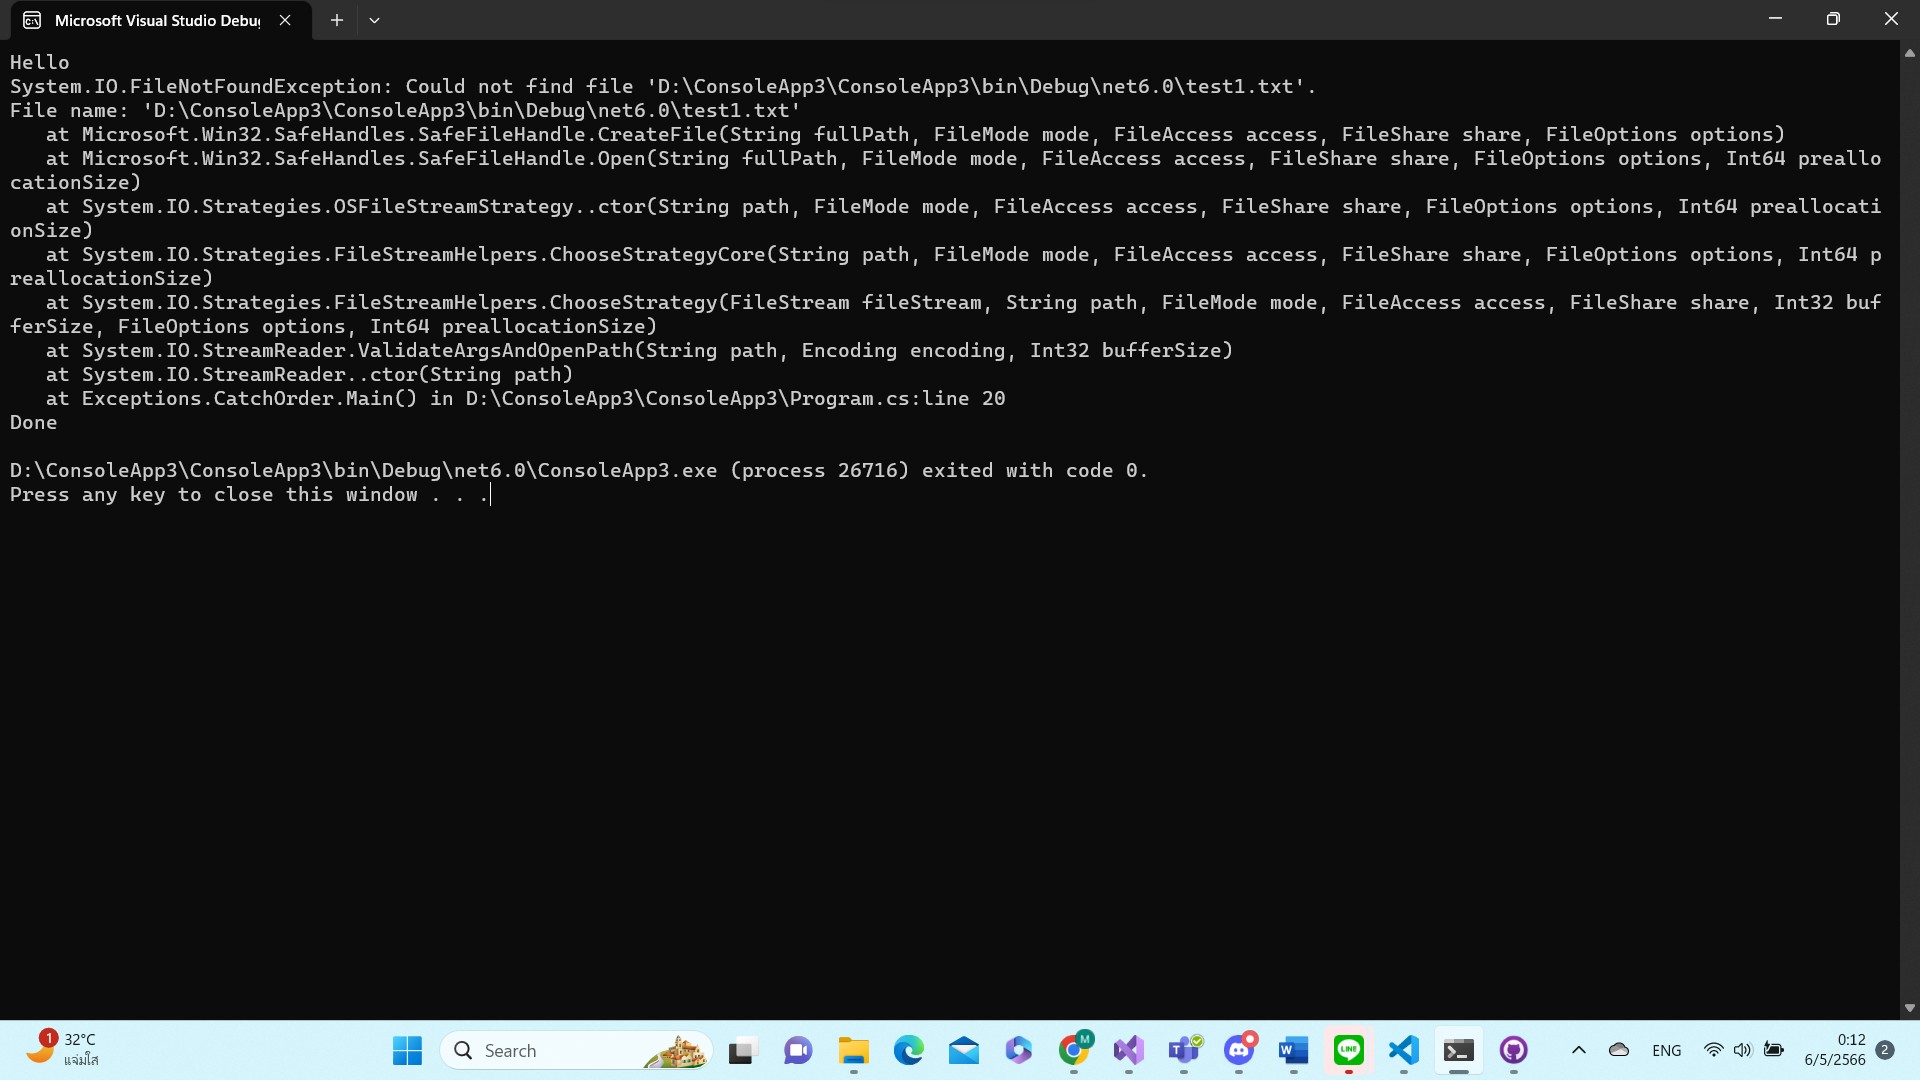 Microsoft Visual Studio Debug
Hello
System.IO.FileNotFoundException: Could not find file 'D:\ConsoleApp3\ConsoleApp3\bin\Debug\net6.0\test1.txt'.
File name: 'D:\ConsoleApp3\ConsoleApp3\bin\Debug\net6.0\test1.txt'
   at Microsoft.Win32.SafeHandles.SafeFileHandle.CreateFile(String fullPath, FileMode mode, FileAccess access, FileShare share, FileOptions options)
   at Microsoft.Win32.SafeHandles.SafeFileHandle.Open(String fullPath, FileMode mode, FileAccess access, FileShare share, FileOptions options, Int64 preallo
cationSize)
   at System.IO.Strategies.OSFileStreamStrategy..ctor(String path, FileMode mode, FileAccess access, FileShare share, FileOptions options, Int64 preallocati
onSize)
   at System.IO.Strategies.FileStreamHelpers.ChooseStrategyCore(String path, FileMode mode, FileAccess access, FileShare share, FileOptions options, Int64 p
reallocationSize)
   at System.IO.Strategies.FileStreamHelpers.ChooseStrategy(FileStream fileStream, String path, FileMode mode, FileAccess access, FileShare share, Int32 buf
ferSize, FileOptions options, Int64 preallocationSize)
   at System.IO.StreamReader.ValidateArgsAndOpenPath(String path, Encoding encoding, Int32 bufferSize)
   at System.IO.StreamReader..ctor(String path)
   at Exceptions.CatchOrder.Main() in D:\ConsoleApp3\ConsoleApp3\Program.cs:line 20
Done
D:\ConsoleApp3\ConsoleApp3\bin\Debug\net6.0\ConsoleApp3.exe (process 26716) exited with code 0.
Press any key to close this window . . .
1 32°C
แจ่มใส
Search
M
LINE
ENG
0:12
6/5/2566
2